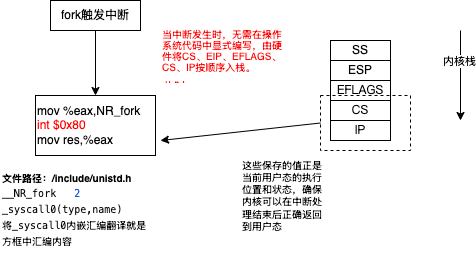 fork触发中断
当中断发生时，无需在操作
系统代码中显式编写，由硬
件将CS、EIP、EFLAGS、
CS、IP按顺序入栈。
SS
ESP
EFLAGS
CS
IP
内核栈
mov %eax,NR_fork
int $0x80
mov res,%eax
这些保存的值正是
当前用户态的执行
位置和状态，确保
内核可以在中断处
理结束后正确返回
到用户态
文件路径：/include/unistd.h
__NR_fork 2
_syscall0(type,name)
将_syscall0内嵌汇编翻译就是
方框中汇编内容